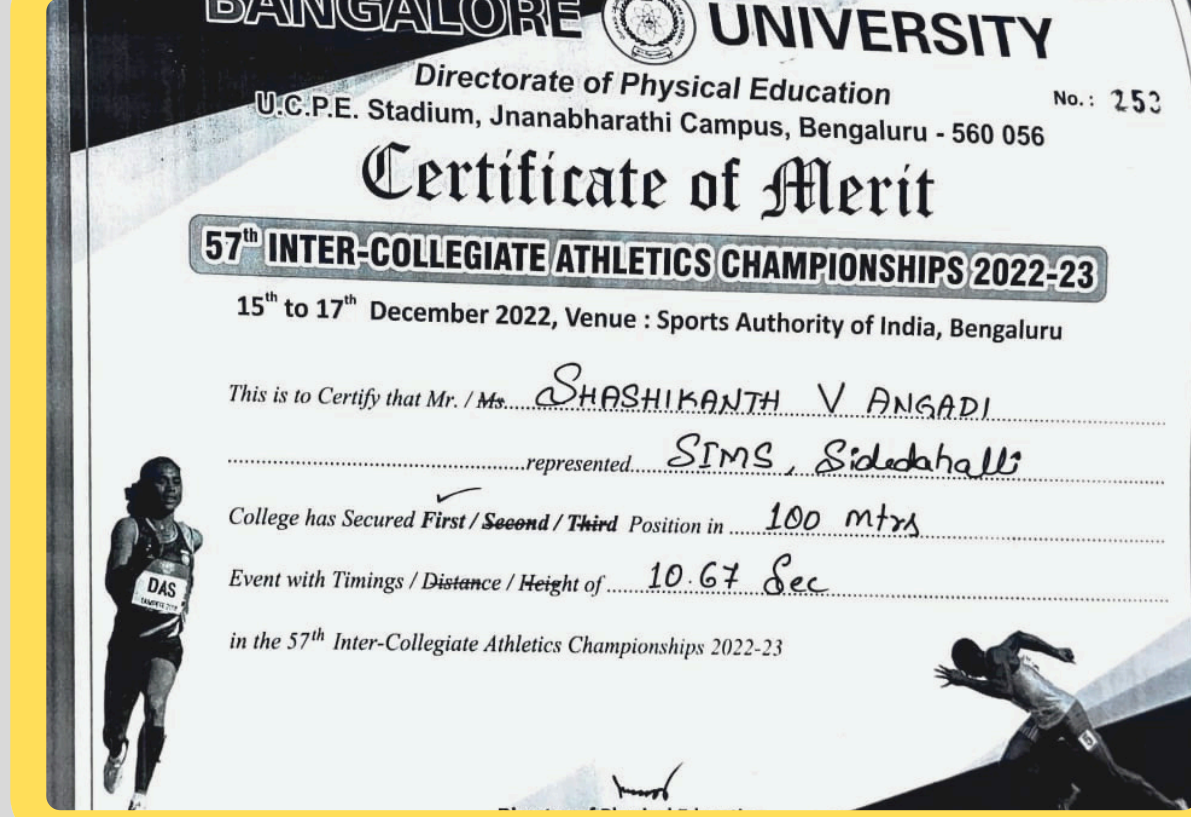 BANGALORE UNIVERSITY
Directorate of Physical Education
No. : 253
U.C.P.E. Stadium, Jnanabharathi Campus, Bengaluru - 560 056
Certificate of Merit
57th INTER-COLLEGIATE ATHLETICS CHAMPIONSHIPS 2022-23
15th to 17th December 2022, Venue : Sports Authority of India, Bengaluru
This is to Certify that Mr. / Ms. SHASHIKANTH V ANGADI
represented SIMS, Sidedahalli
College has Secured First / Second / Third Position in 100 mtrs
Event with Timings / Distance / Height of 10.67 Sec
in the 57th Inter-Collegiate Athletics Championships 2022-23
DAS